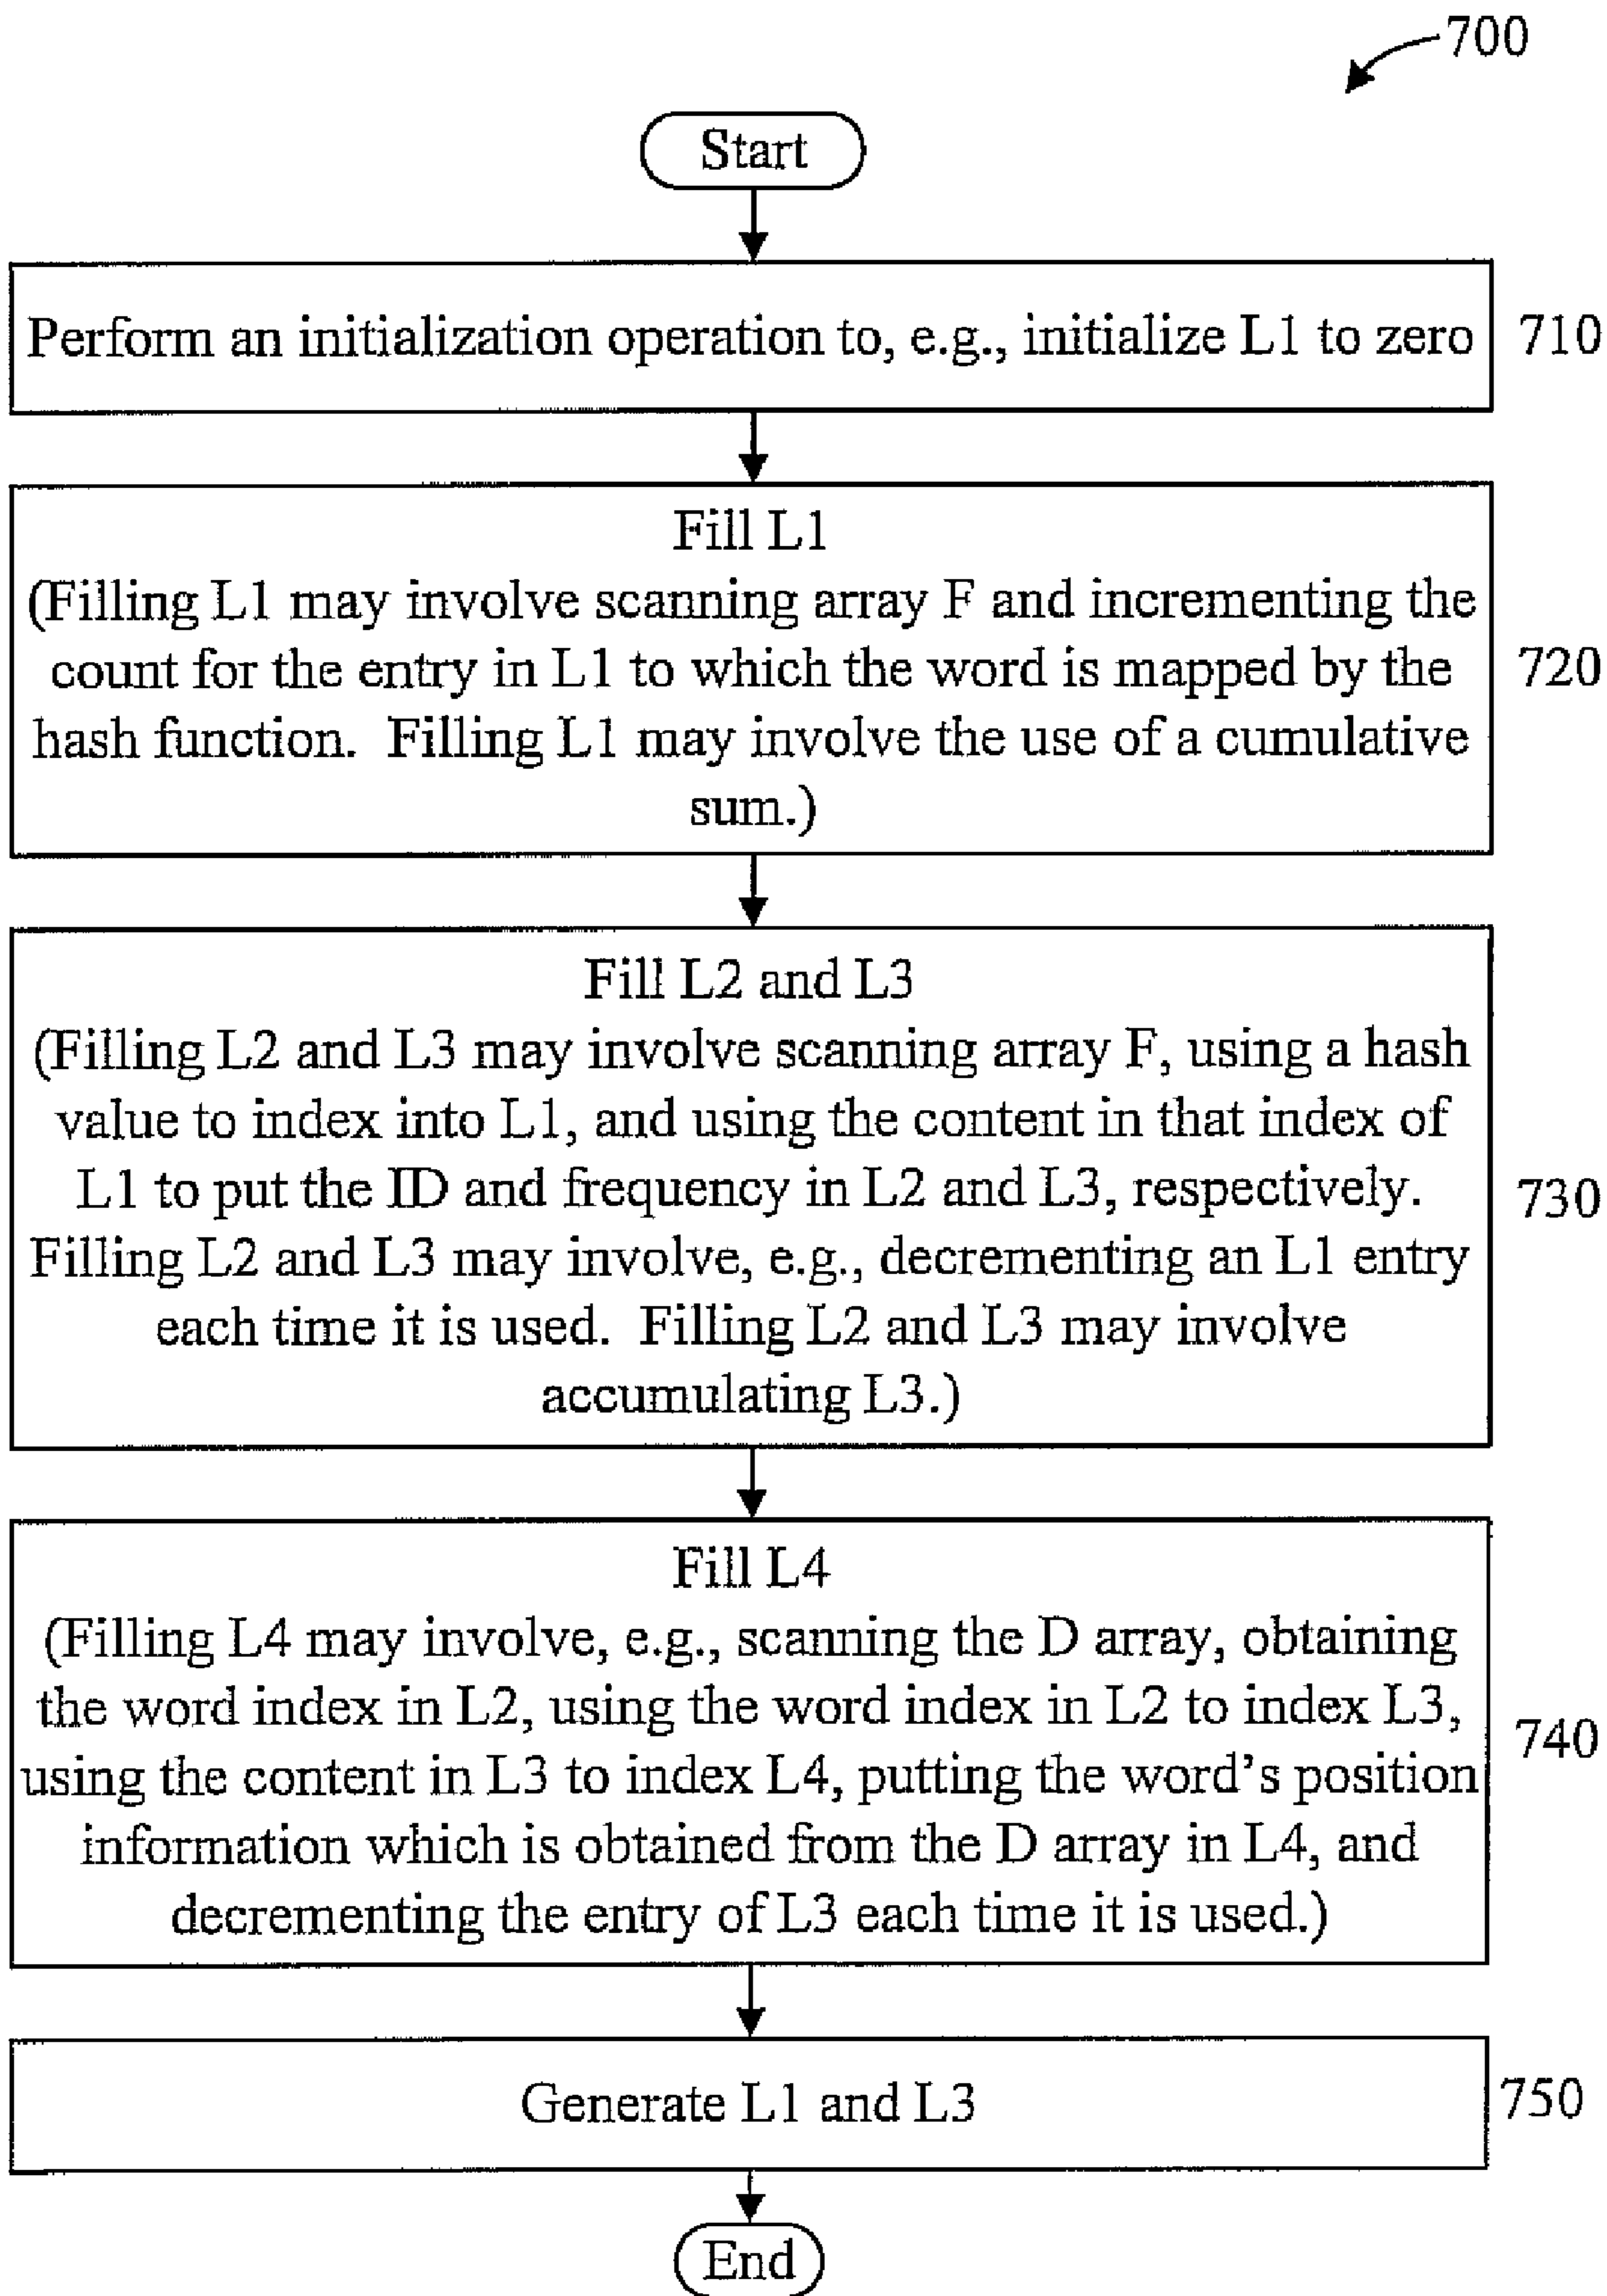 700
Start
Perform an initialization operation to, e.g., initialize L1 to zero
710
Fill L1
(Filling L1 may involve scanning array F and incrementing the
count for the entry in L1 to which the word is mapped by the
720
hash function. Filling L1 may involve the use of a cumulative
sum.)
Fill L2 and L3
(Filling L2 and L3 may involve scanning array F, using a hash
value to index into L1, and using the content in that index of
L1 to put the ID and frequency in L2 and L3, respectively.
730
Filling L2 and L3 may involve, e.g., decrementing an L1 entry
each time it is used. Filling L2 and L3 may involve
accumulating L3.)
Fill L4
(Filling L4 may involve, e.g., scanning the D array, obtaining
the word index in L2, using the word index in L2 to index L3,
740
using the content in L3 to index L4, putting the word's position
information which is obtained from the D array in L4, and
decrementing the entry of L3 each time it is used.)
Generate L1 and L3
750
End